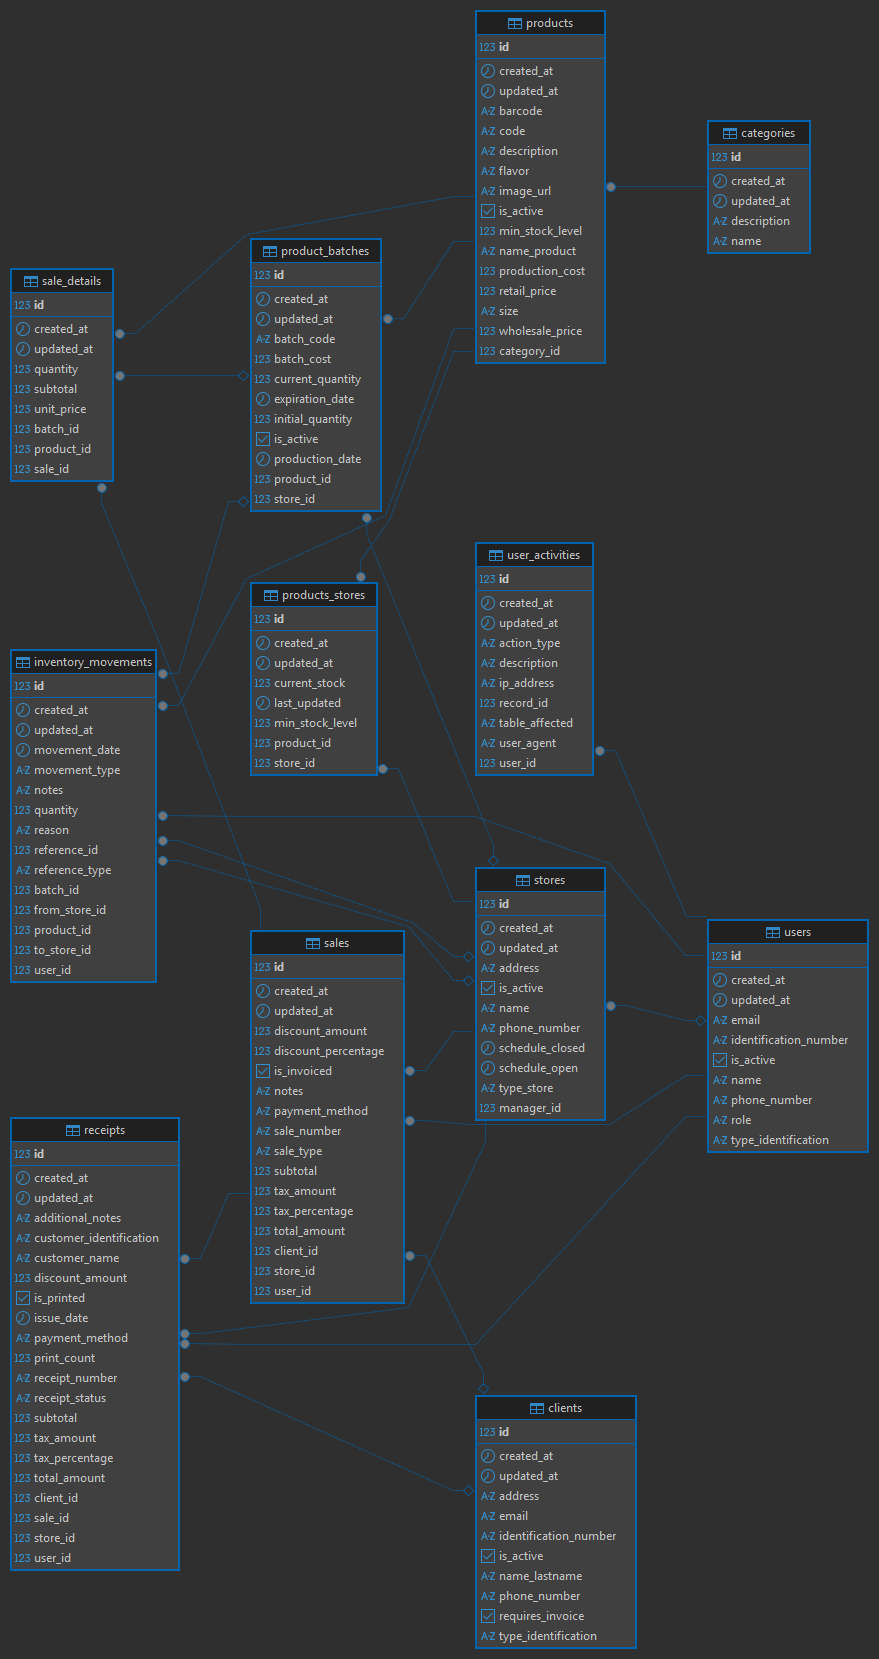 products
123 id
created_at
updated_at
A-Z barcode
A-Z code
A-Z description
A-Z flavor
A-Z image_url
is_active
123 min_stock_level
A-Z name_product
123 production_cost
123 retail_price
A-Z size
123 wholesale_price
123 category_id
categories
123 id
created_at
updated_at
A-Z description
A-Z name
product_batches
123 id
created_at
updated_at
A-Z batch_code
123 batch_cost
123 current_quantity
expiration_date
123 initial_quantity
is_active
production_date
123 product_id
123 store_id
sale_details
123 id
created_at
updated_at
123 quantity
123 subtotal
123 unit_price
123 batch_id
123 product_id
123 sale_id
user_activities
123 id
created_at
updated_at
A-Z action_type
A-Z description
A-Z ip_address
123 record_id
A-Z table_affected
A-Z user_agent
123 user_id
products_stores
123 id
created_at
updated_at
123 current_stock
last_updated
123 min_stock_level
123 product_id
123 store_id
inventory_movements
123 id
created_at
updated_at
movement_date
A-Z movement_type
A-Z notes
123 quantity
A-Z reason
123 reference_id
A-Z reference_type
123 batch_id
123 from_store_id
123 product_id
123 to_store_id
123 user_id
stores
123 id
created_at
updated_at
A-Z address
is_active
A-Z name
A-Z phone_number
schedule_closed
schedule_open
A-Z type_store
123 manager_id
users
123 id
created_at
updated_at
A-Z email
A-Z identification_number
is_active
A-Z name
A-Z phone_number
A-Z role
A-Z type_identification
sales
123 id
created_at
updated_at
123 discount_amount
123 discount_percentage
is_invoiced
A-Z notes
A-Z payment_method
A-Z sale_number
A-Z sale_type
123 subtotal
123 tax_amount
123 tax_percentage
123 total_amount
123 client_id
123 store_id
123 user_id
receipts
123 id
created_at
updated_at
A-Z additional_notes
A-Z customer_identification
A-Z customer_name
123 discount_amount
is_printed
issue_date
A-Z payment_method
123 print_count
A-Z receipt_number
A-Z receipt_status
123 subtotal
123 tax_amount
123 tax_percentage
123 total_amount
123 client_id
123 sale_id
123 store_id
123 user_id
clients
123 id
created_at
updated_at
A-Z address
A-Z email
A-Z identification_number
is_active
A-Z name_lastname
A-Z phone_number
requires_invoice
A-Z type_identification